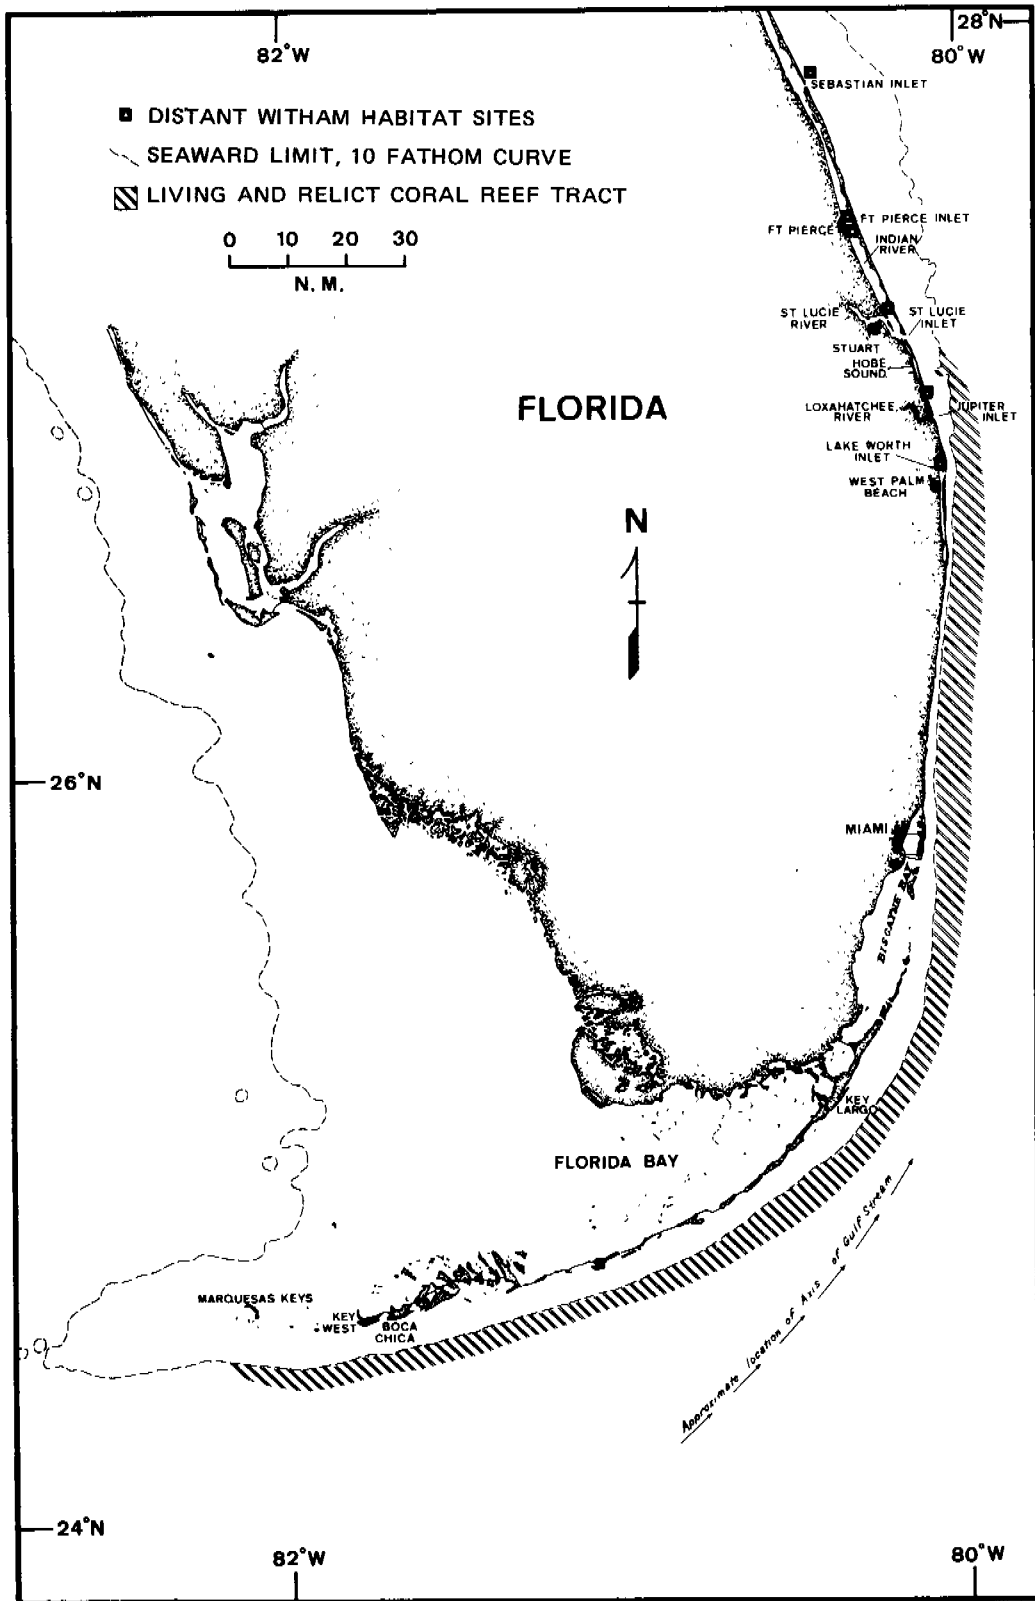 28°N
82°W
80°W
SEBASTIAN INLET
DISTANT WITHAM HABITAT SITES
SEAWARD LIMIT, 10 FATHOM CURVE
LIVING AND RELICT CORAL REEF TRACT
0 10 20 30
N. M.
FT PIERCE INLET
FT PIERCE
INDIAN
RIVER
ST LUCIE
RIVER
ST LUCIE
INLET
STUART
HOBE
SOUND
FLORIDA
LOXAHATCHEE
RIVER
JUPITER
INLET
LAKE WORTH
INLET
WEST PALM
BEACH
N
26°N
MIAMI
BISCAYNE BAY
KEY
LARGO
FLORIDA BAY
Approximate location of Axis of Gulf Stream
MARQUESAS KEYS
KEY
WEST
BOCA
CHICA
24°N
82°W
80°W